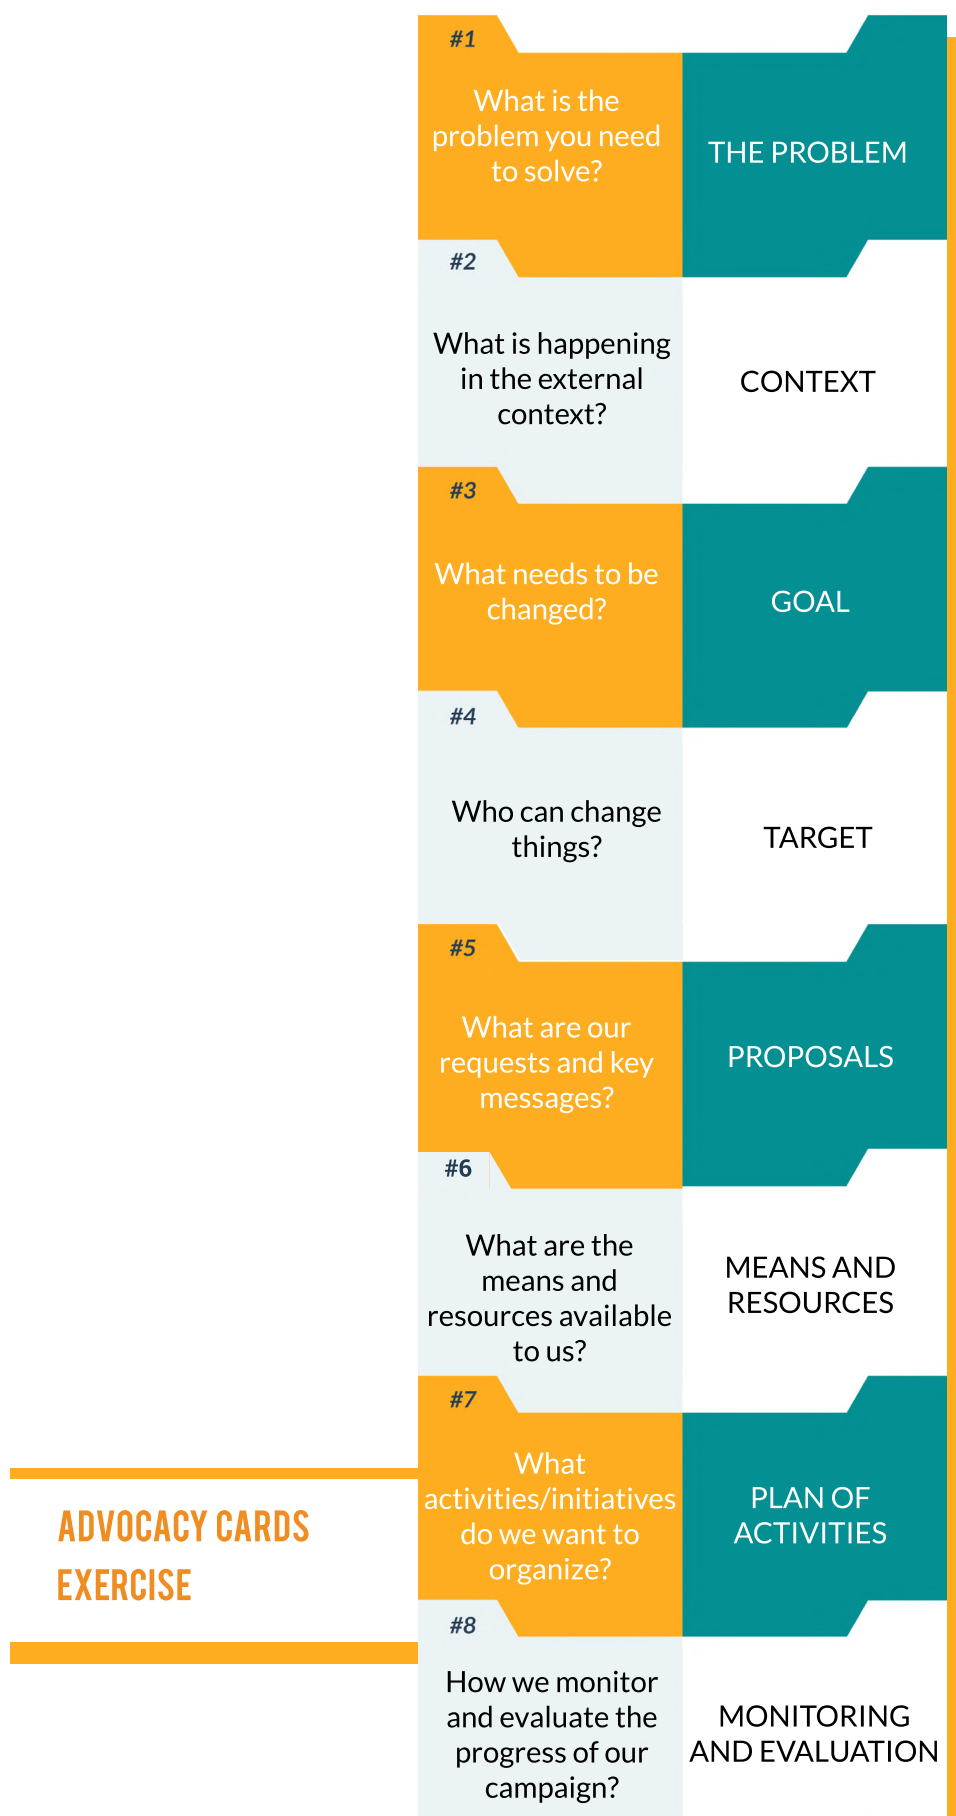 #1
What is the
problem you need
to solve?
THE PROBLEM
#2
What is happening
in the external
context?
CONTEXT
#3
What needs to be
changed?
GOAL
#4
Who can change
things?
TARGET
#5
What are our
requests and key
messages?
PROPOSALS
#6
What are the
means and
resources available
to us?
MEANS AND
RESOURCES
#7
What
activities/initiatives
do we want to
organize?
PLAN OF
ACTIVITIES
ADVOCACY CARDS
EXERCISE
#8
How we monitor
and evaluate the
progress of our
campaign?
MONITORING
AND EVALUATION